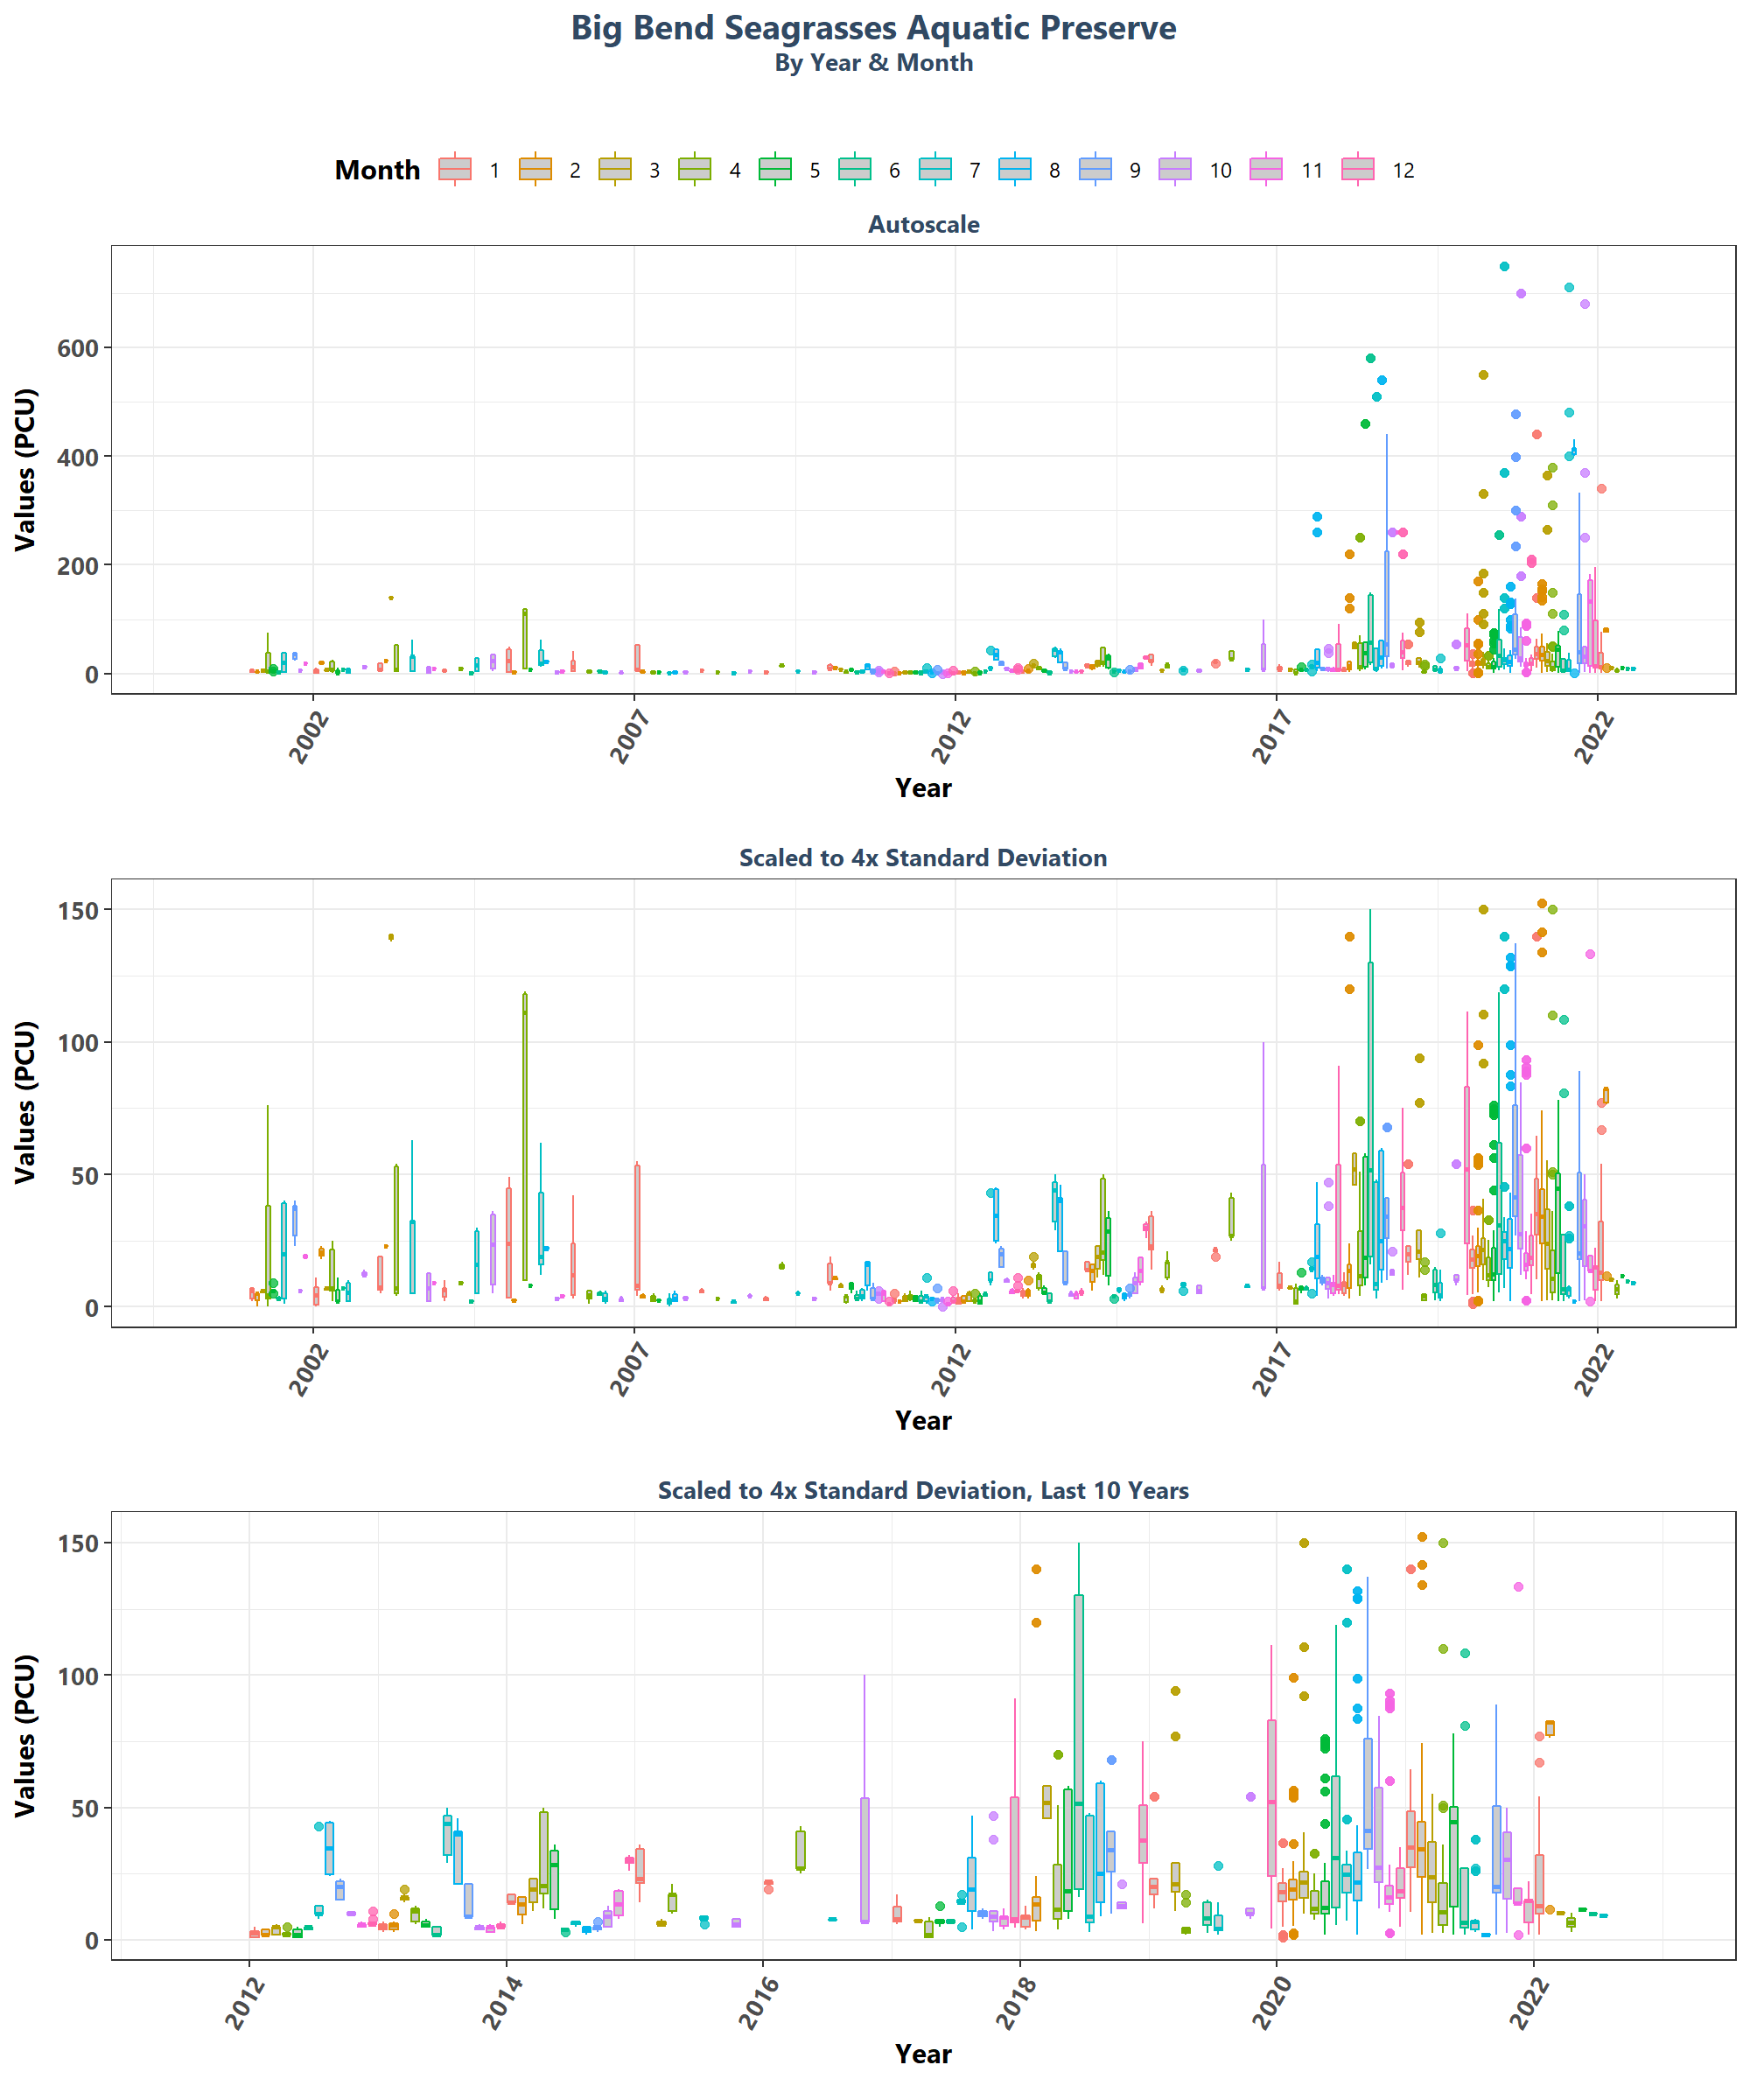 Big Bend Seagrasses Aquatic Preserve
By Year & Month
Month 1 2 3 4 5 6 7 8 9 10 11 12
Autoscale
Values (PCU)
600
400
200
0
2002 2007 2012 2017 2022
Year
Scaled to 4x Standard Deviation
Values (PCU)
150
100
50
0
2002 2007 2012 2017 2022
Year
Scaled to 4x Standard Deviation, Last 10 Years
Values (PCU)
150
100
50
0
2012 2014 2016 2018 2020 2022
Year